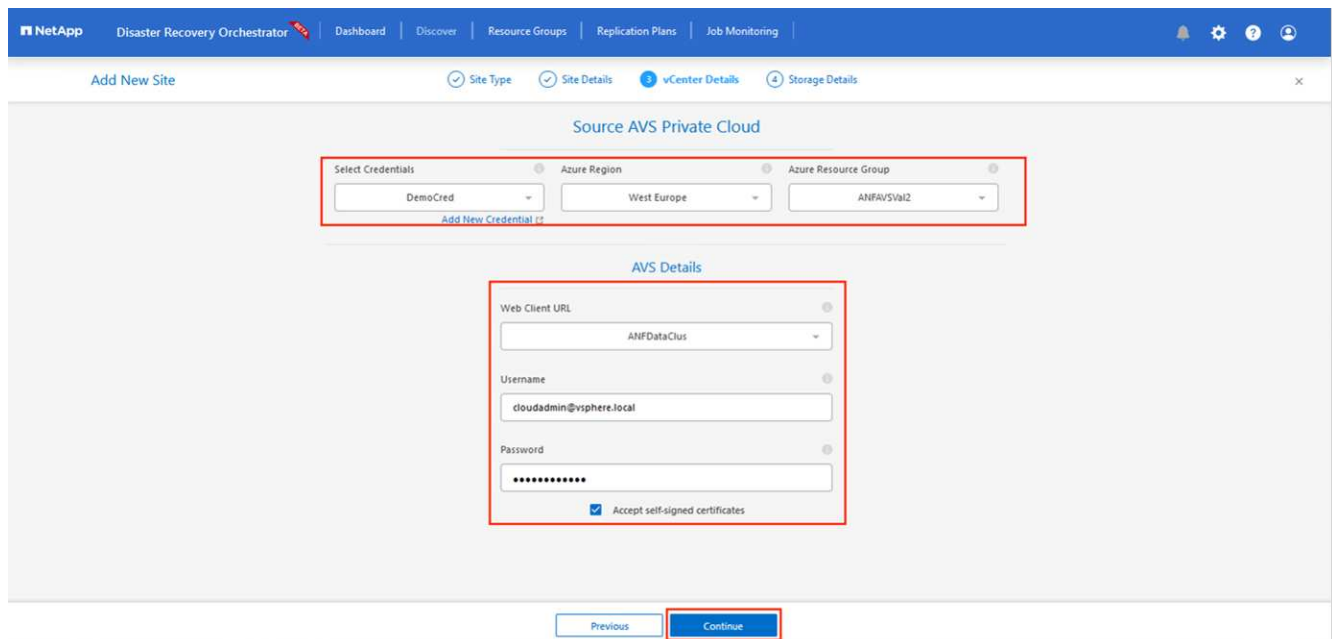 NetApp Disaster Recovery Orchestrator BETA Dashboard Discover Resource Groups Replication Plans Job Monitoring
Add New Site Site Type Site Details 3 vCenter Details 4 Storage Details
Source AVS Private Cloud
Select Credentials Azure Region Azure Resource Group
DemoCred West Europe ANFAVSVal2
Add New Credential
AVS Details
Web Client URL
ANFDataClus
Username
cloudadmin@vsphere.local
Password
Accept self-signed certificates
Previous Continue